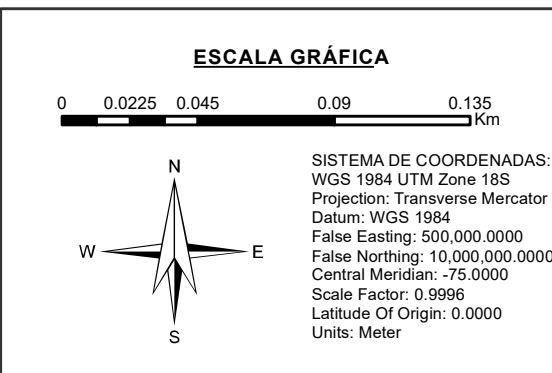 ESCALA GRÁFICA
0 0.0225 0.045 0.09 0.135
Km
N
W E
S
SISTEMA DE COORDENADAS:
WGS 1984 UTM Zone 18S
Projection: Transverse Mercator
Datum: WGS 1984
False Easting: 500,000.0000
False Northing: 10,000,000.0000
Central Meridian: -75.0000
Scale Factor: 0.9996
Latitude Of Origin: 0.0000
Units: Meter